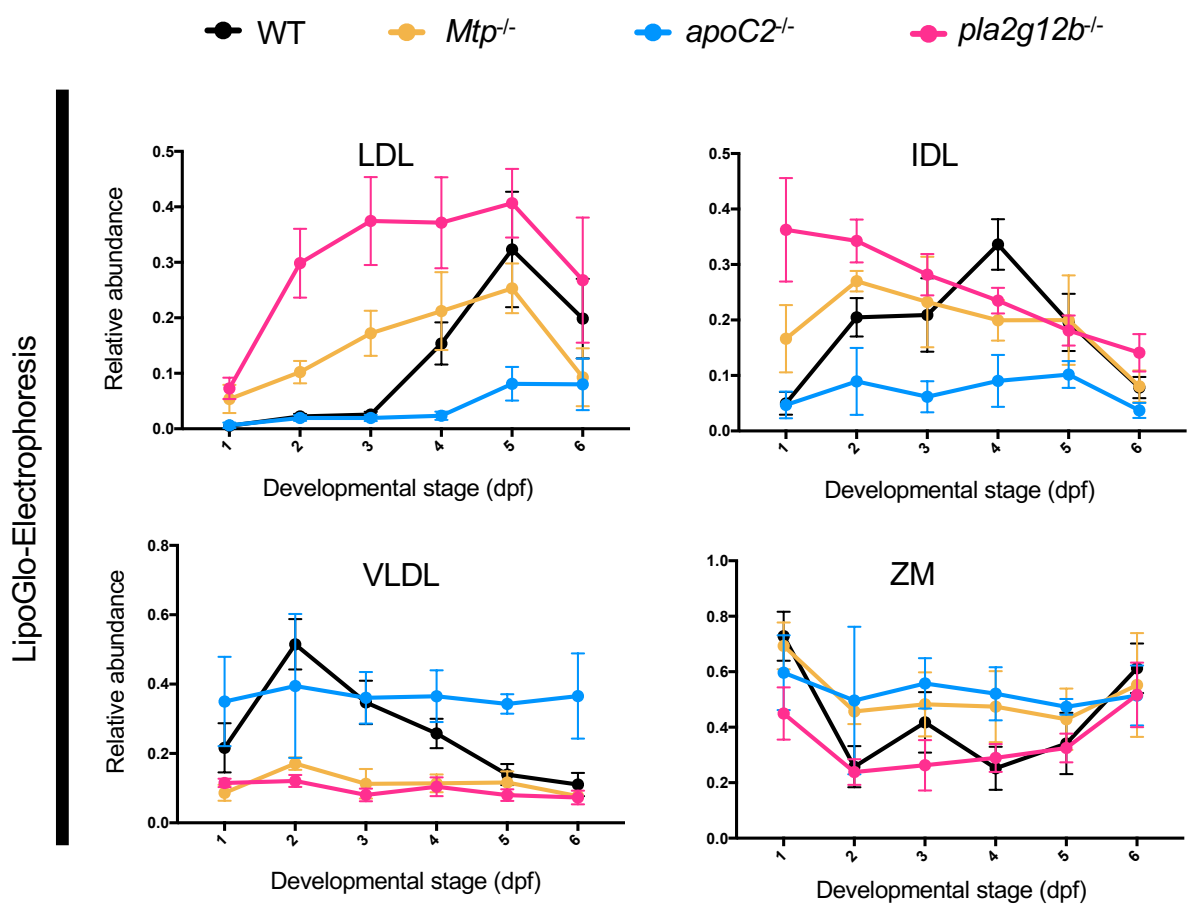 WT Mtp-/- apoC2-/- pla2g12b-/-
LipoGlo-Electrophoresis
LDL
Relative abundance
0.5
0.4
0.3
0.2
0.1
0.0
1 2 3 4 5 6
Developmental stage (dpf)
IDL
0.5
0.4
0.3
0.2
0.1
0.0
1 2 3 4 5 6
Developmental stage (dpf)
VLDL
Relative abundance
0.8
0.6
0.4
0.2
0.0
1 2 3 4 5 6
Developmental stage (dpf)
ZM
1.0
0.8
0.6
0.4
0.2
0.0
1 2 3 4 5 6
Developmental stage (dpf)